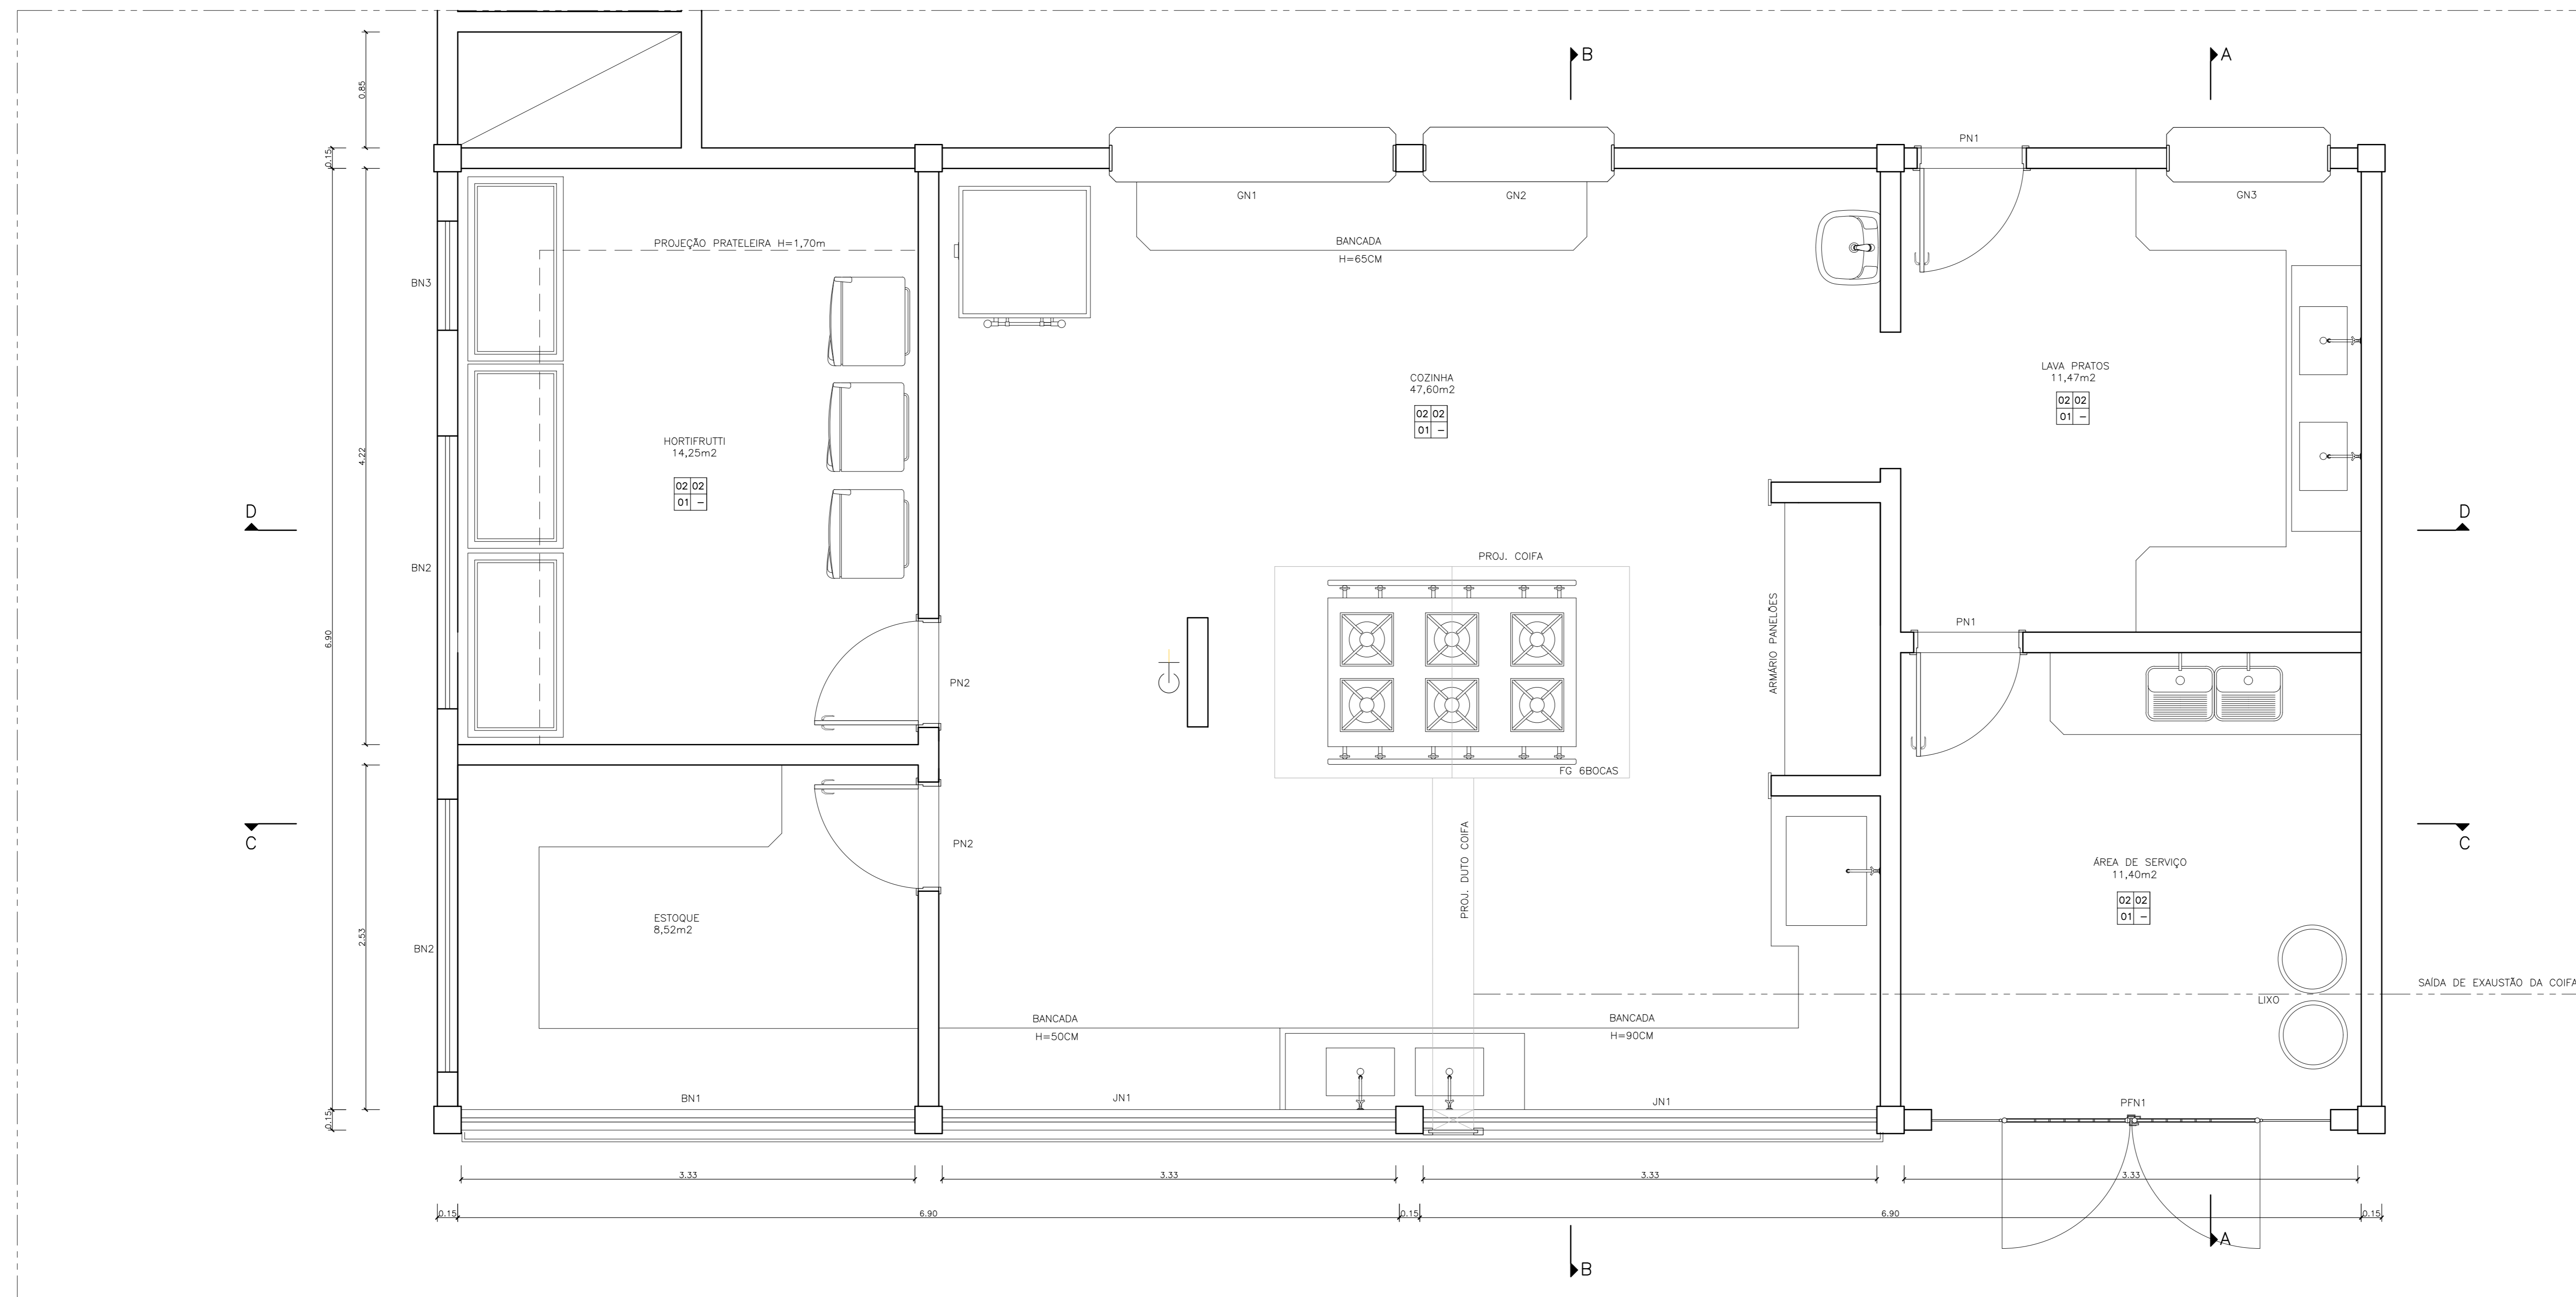 B
A
0.85
0.15
PN1
GN1
GN2
GN3
PROJEÇÃO PRATELEIRA H=1,70m
BANCADA
H=65CM
BN3
COZINHA
47,60m2
02 02
01 –
LAVA PRATOS
11,47m2
02 02
01 –
HORTIFRUTTI
14,25m2
02 02
01 –
4.22
D
D
PROJ. COIFA
BN2
ARMÁRIO PANELÕES
6.90
PN1
PN2
FG 6BOCAS
C
C
PN2
PROJ. DUTO COIFA
ÁREA DE SERVIÇO
11,40m2
02 02
01 –
ESTOQUE
8,52m2
2.53
BN2
SAÍDA DE EXAUSTÃO DA COIFA
LIXO
BANCADA
H=50CM
BANCADA
H=90CM
BN1
JN1
JN1
PFN1
0.15
3.33
3.33
3.33
3.33
0.15
6.90
0.15
6.90
0.15
A
B